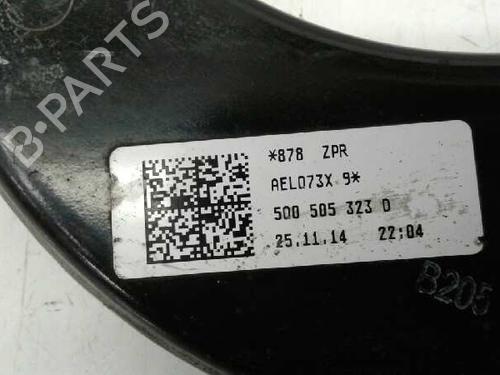 *878 ZPR
AEL073X 9*
5Q0 505 323 D
25.11.14 22:04
B205
B-PARTS